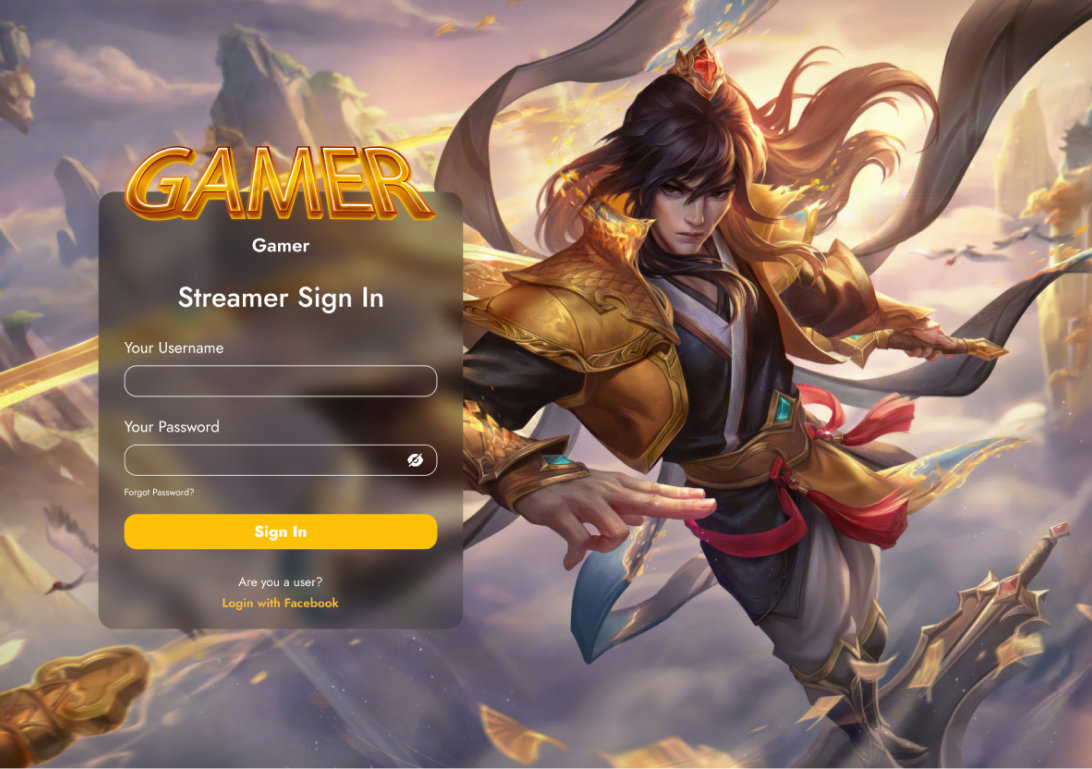 GAMER
Gamer
Streamer Sign In
Your Username
Your Password
Forgot Password?
Sign In
Are you a user?
Login with Facebook